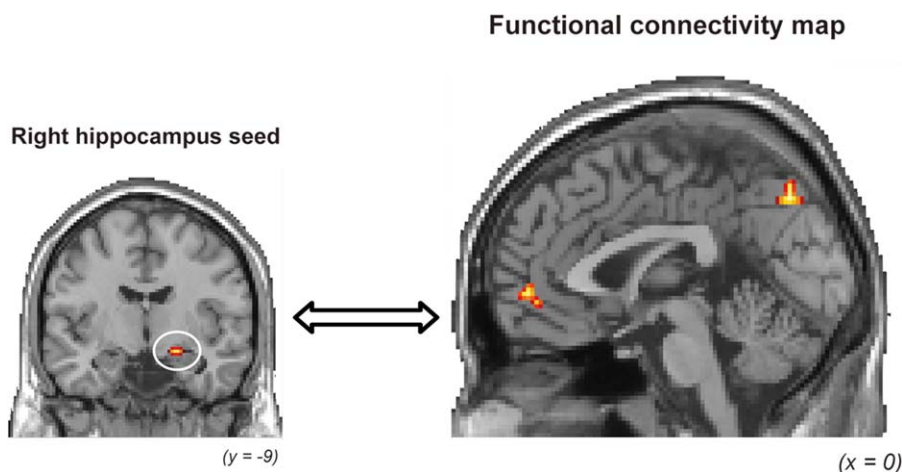 Functional connectivity map
Right hippocampus seed
(y = -9)
(x = 0)